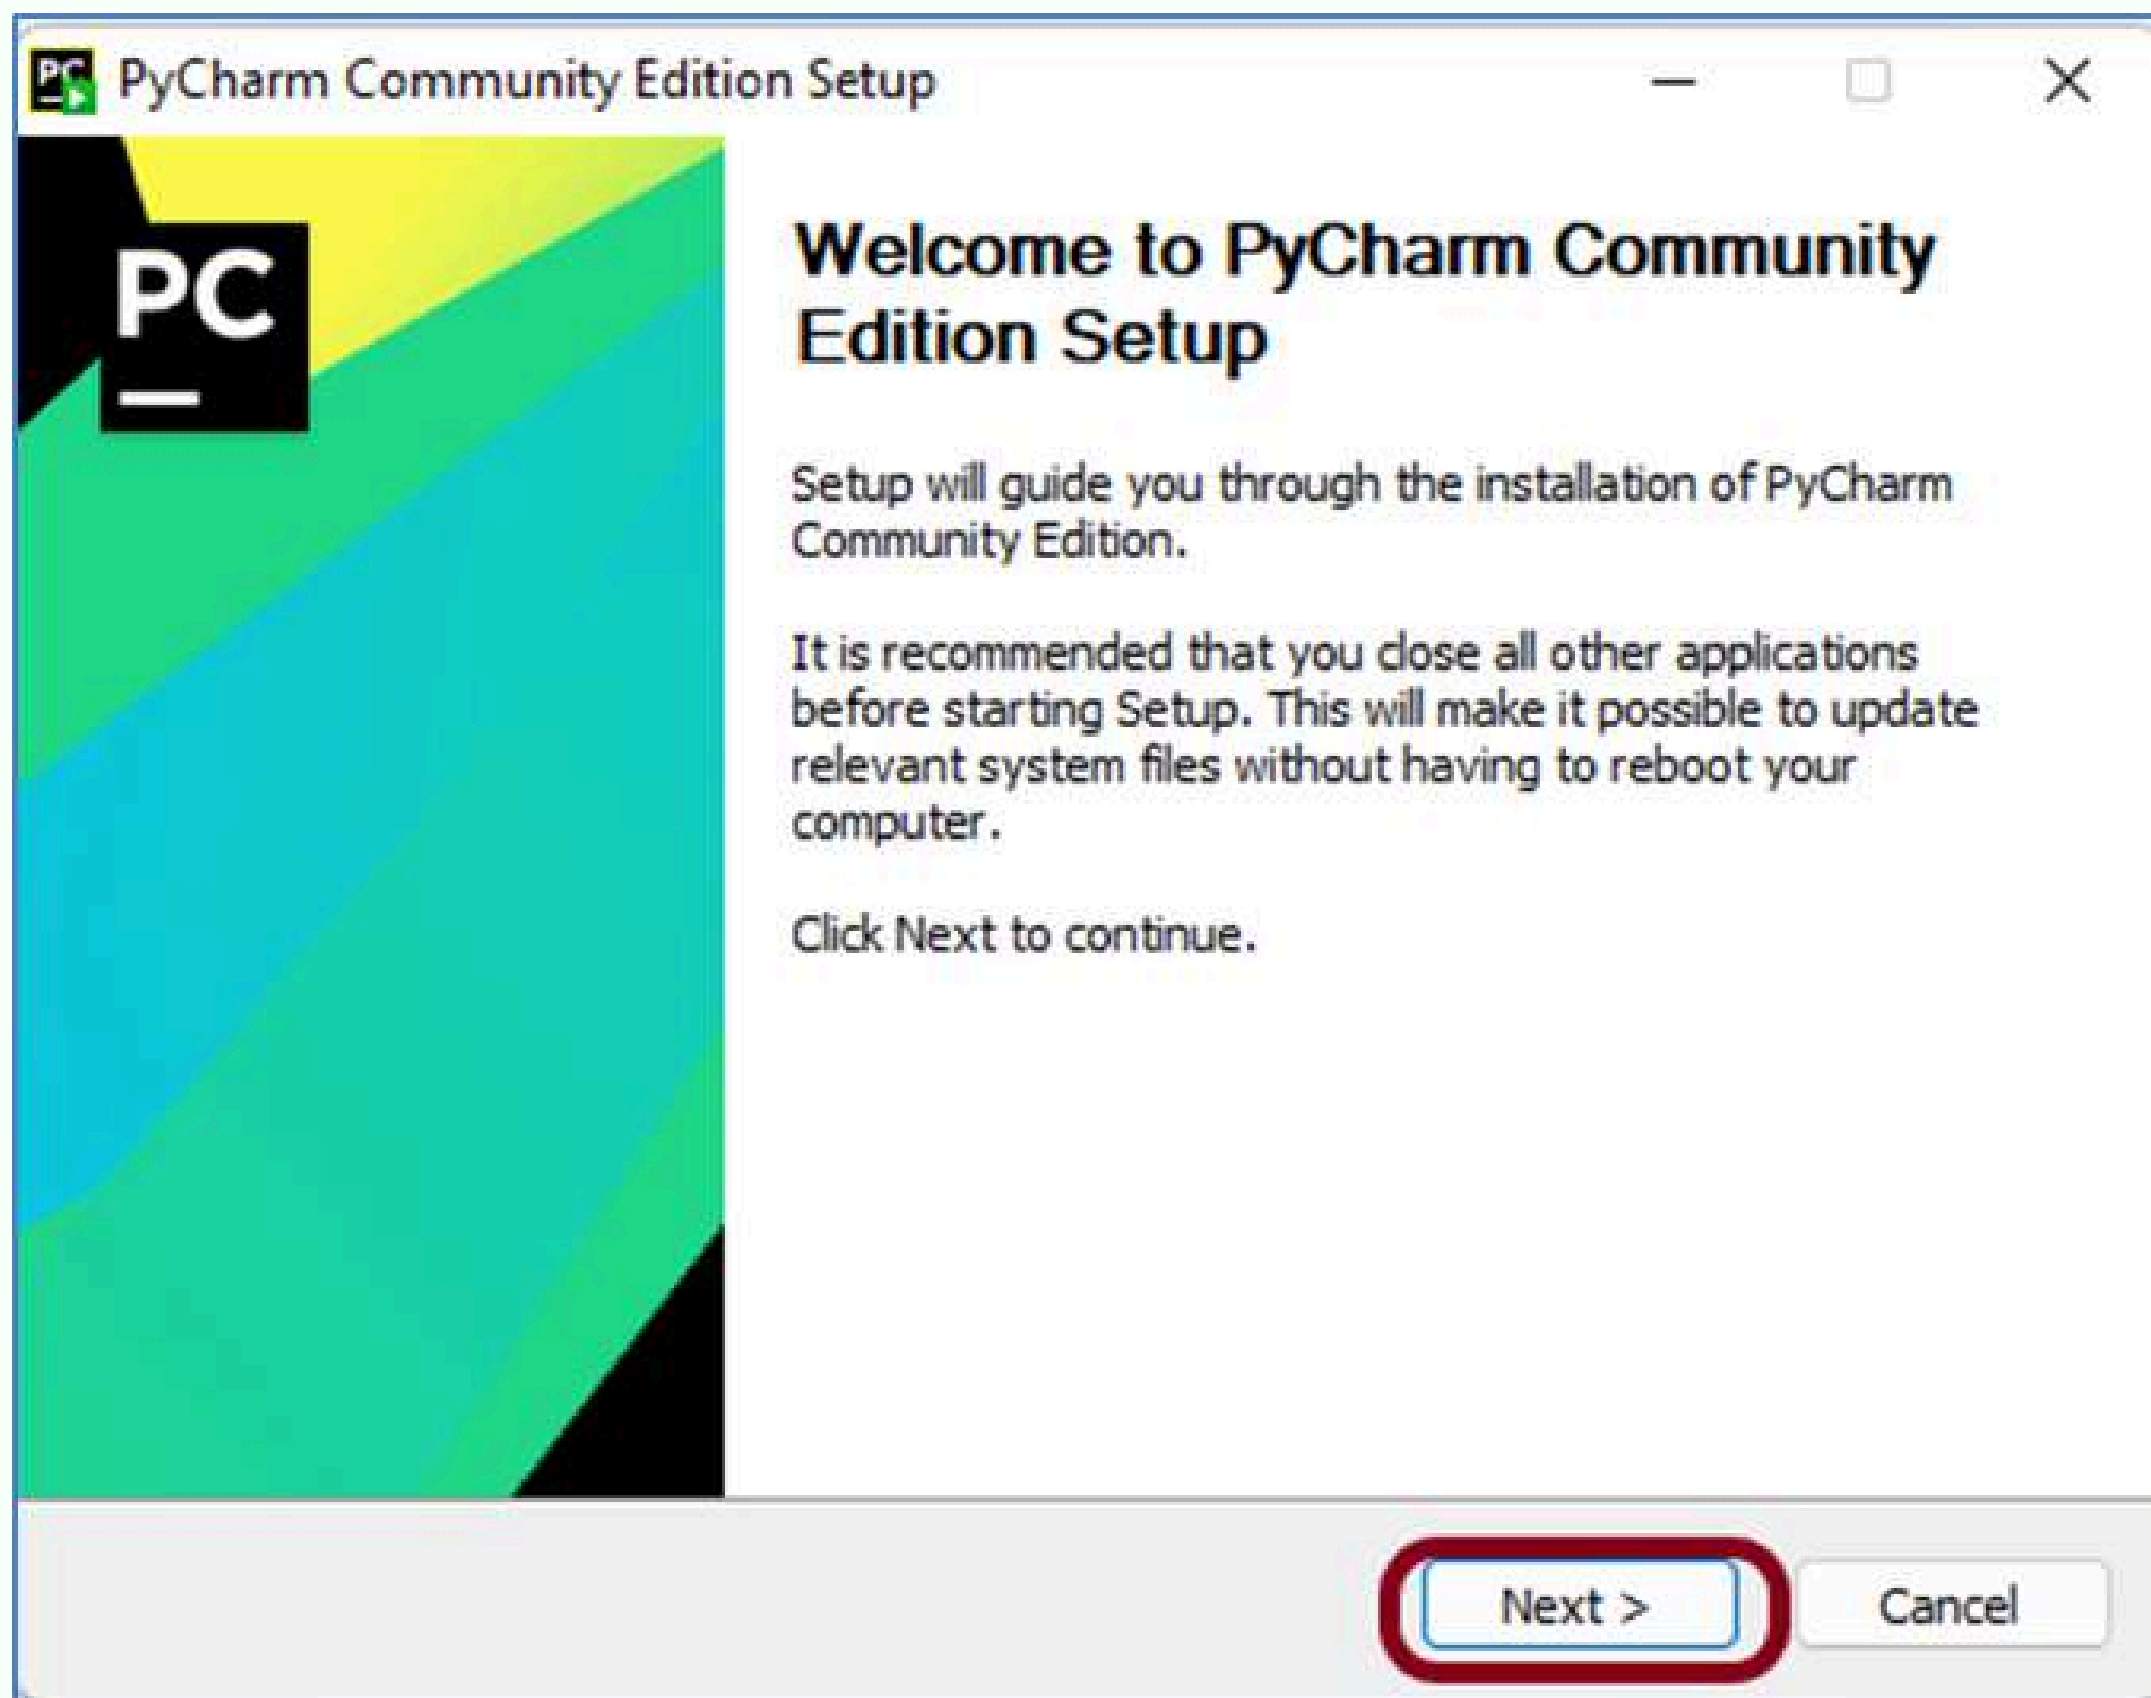 PC
PyCharm Community Edition Setup
PC
Welcome to PyCharm Community
Edition Setup
Setup will guide you through the installation of PyCharm
Community Edition.
It is recommended that you close all other applications
before starting Setup. This will make it possible to update
relevant system files without having to reboot your
computer.
Click Next to continue.
Next >
Cancel